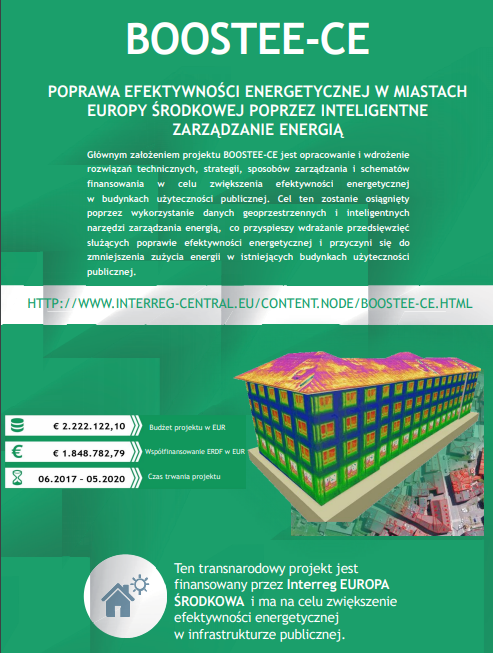 BOOSTEE-CE
POPRAWA EFEKTYWNOŚCI ENERGETYCZNEJ W MIASTACH
EUROPY ŚRODKOWEJ POPRZEZ INTELIGENTNE
ZARZĄDZANIE ENERGIĄ
Głównym założeniem projektu BOOSTEE-CE jest opracowanie i wdrożenie
rozwiązań technicznych, strategii, sposobów zarządzania i schematów
finansowania w celu zwiększenia efektywności energetycznej
w budynkach użyteczności publicznej. Cel ten zostanie osiągnięty
poprzez wykorzystanie danych geoprzestrzennych i inteligentnych
narzędzi zarządzania energią, co przyspieszy wdrażanie przedsięwzięć
służących poprawie efektywności energetycznej i przyczyni się do
zmniejszenia zużycia energii w istniejących budynkach użyteczności
publicznej.
HTTP://WWW.INTERREG-CENTRAL.EU/CONTENT.NODE/BOOSTEE-CE.HTML
€ 2.222.122,10 Budżet projektu w EUR
€ 1.848.782,79 Współfinansowanie ERDF w EUR
06.2017 - 05.2020 Czas trwania projektu
Ten transnarodowy projekt jest
finansowany przez Interreg EUROPA
ŚRODKOWA i ma na celu zwiększenie
efektywności energetycznej
w infrastrukturze publicznej.